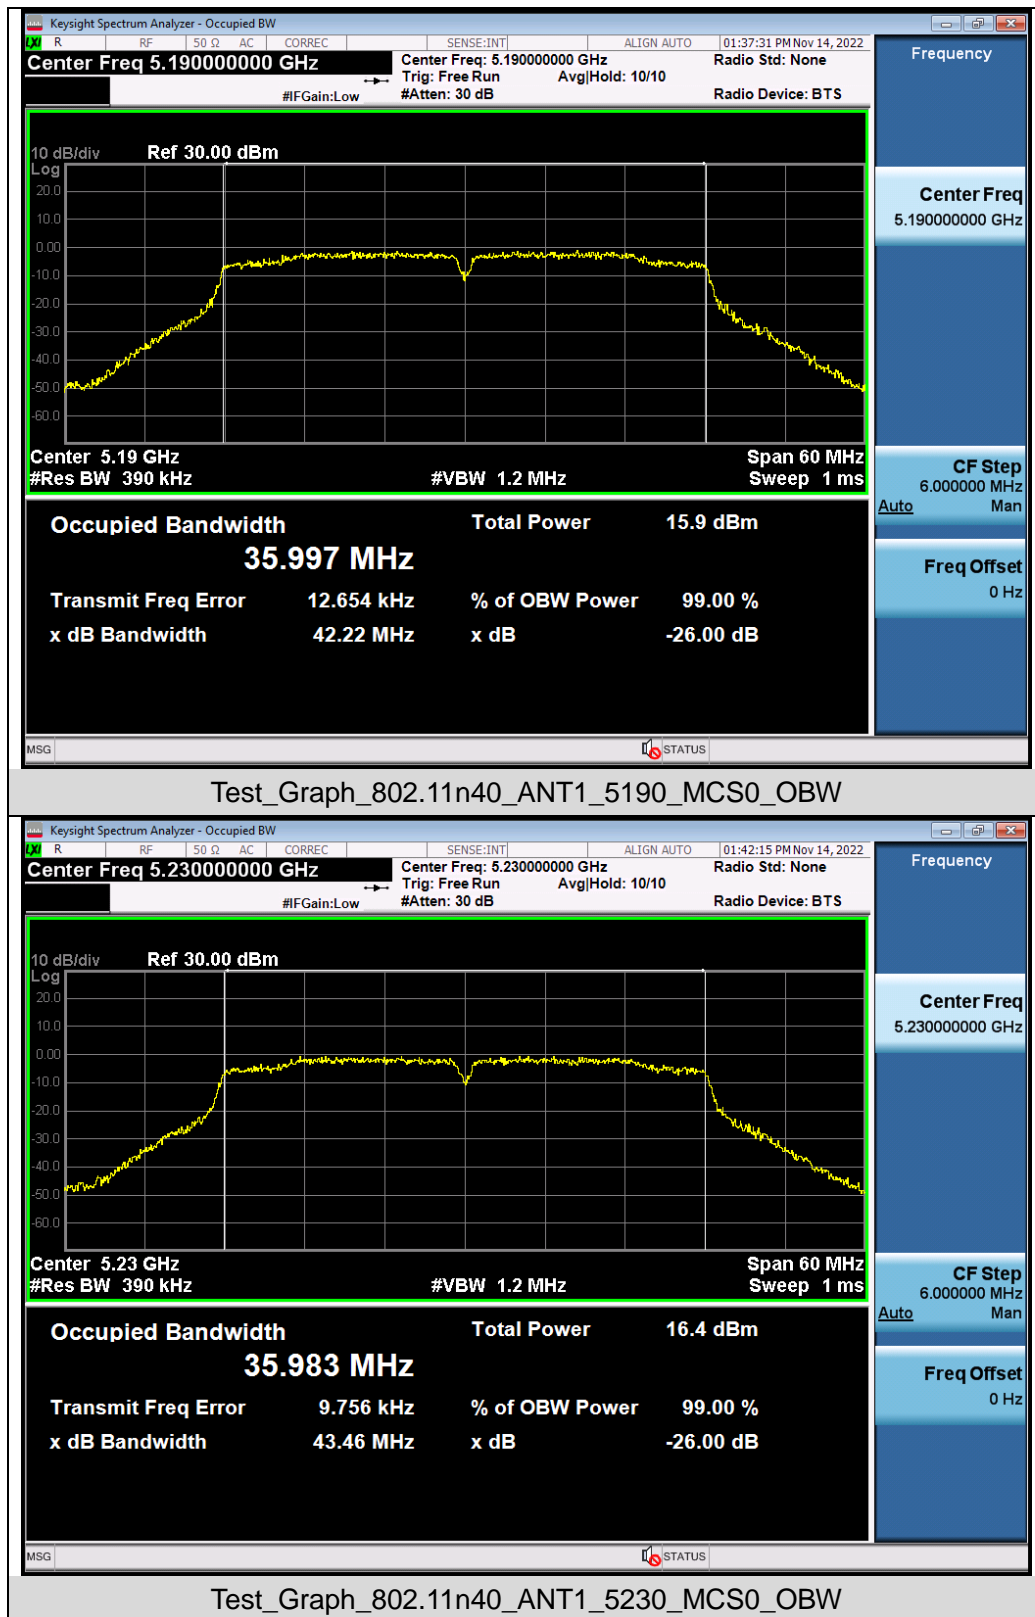 Keysight Spectrum Analyzer - Occupied BW
LXI R RF 50 Ω AC CORREC SENSE:INT ALIGN AUTO 01:37:31 PM Nov 14, 2022
Center Freq 5.190000000 GHz
Center Freq: 5.190000000 GHz Radio Std: None
Trig: Free Run Avg|Hold: 10/10
#IFGain:Low #Atten: 30 dB Radio Device: BTS
10 dB/div Ref 30.00 dBm
Log
20.0
10.0
0.00
-10.0
-20.0
-30.0
-40.0
-50.0
-60.0
Center 5.19 GHz Span 60 MHz
#Res BW 390 kHz #VBW 1.2 MHz Sweep 1 ms
Occupied Bandwidth Total Power 15.9 dBm
35.997 MHz
Transmit Freq Error 12.654 kHz % of OBW Power 99.00 %
x dB Bandwidth 42.22 MHz x dB -26.00 dB
MSG STATUS
Frequency
Center Freq
5.190000000 GHz
CF Step
6.000000 MHz
Auto Man
Freq Offset
0 Hz
Test_Graph_802.11n40_ANT1_5190_MCS0_OBW
Keysight Spectrum Analyzer - Occupied BW
LXI R RF 50 Ω AC CORREC SENSE:INT ALIGN AUTO 01:42:15 PM Nov 14, 2022
Center Freq 5.230000000 GHz
Center Freq: 5.230000000 GHz Radio Std: None
Trig: Free Run Avg|Hold: 10/10
#IFGain:Low #Atten: 30 dB Radio Device: BTS
10 dB/div Ref 30.00 dBm
Log
20.0
10.0
0.00
-10.0
-20.0
-30.0
-40.0
-50.0
-60.0
Center 5.23 GHz Span 60 MHz
#Res BW 390 kHz #VBW 1.2 MHz Sweep 1 ms
Occupied Bandwidth Total Power 16.4 dBm
35.983 MHz
Transmit Freq Error 9.756 kHz % of OBW Power 99.00 %
x dB Bandwidth 43.46 MHz x dB -26.00 dB
MSG STATUS
Frequency
Center Freq
5.230000000 GHz
CF Step
6.000000 MHz
Auto Man
Freq Offset
0 Hz
Test_Graph_802.11n40_ANT1_5230_MCS0_OBW